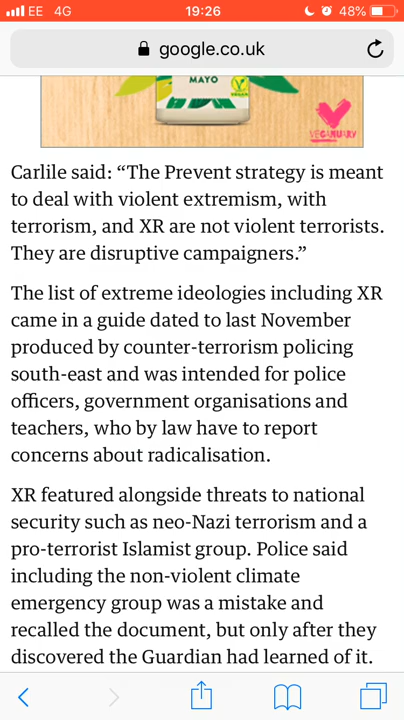 EE 4G 19:26 48%
google.co.uk
MAYO
VEGANUARY
Carlile said: “The Prevent strategy is meant
to deal with violent extremism, with
terrorism, and XR are not violent terrorists.
They are disruptive campaigners.”
The list of extreme ideologies including XR
came in a guide dated to last November
produced by counter-terrorism policing
south-east and was intended for police
officers, government organisations and
teachers, who by law have to report
concerns about radicalisation.
XR featured alongside threats to national
security such as neo-Nazi terrorism and a
pro-terrorist Islamist group. Police said
including the non-violent climate
emergency group was a mistake and
recalled the document, but only after they
discovered the Guardian had learned of it.